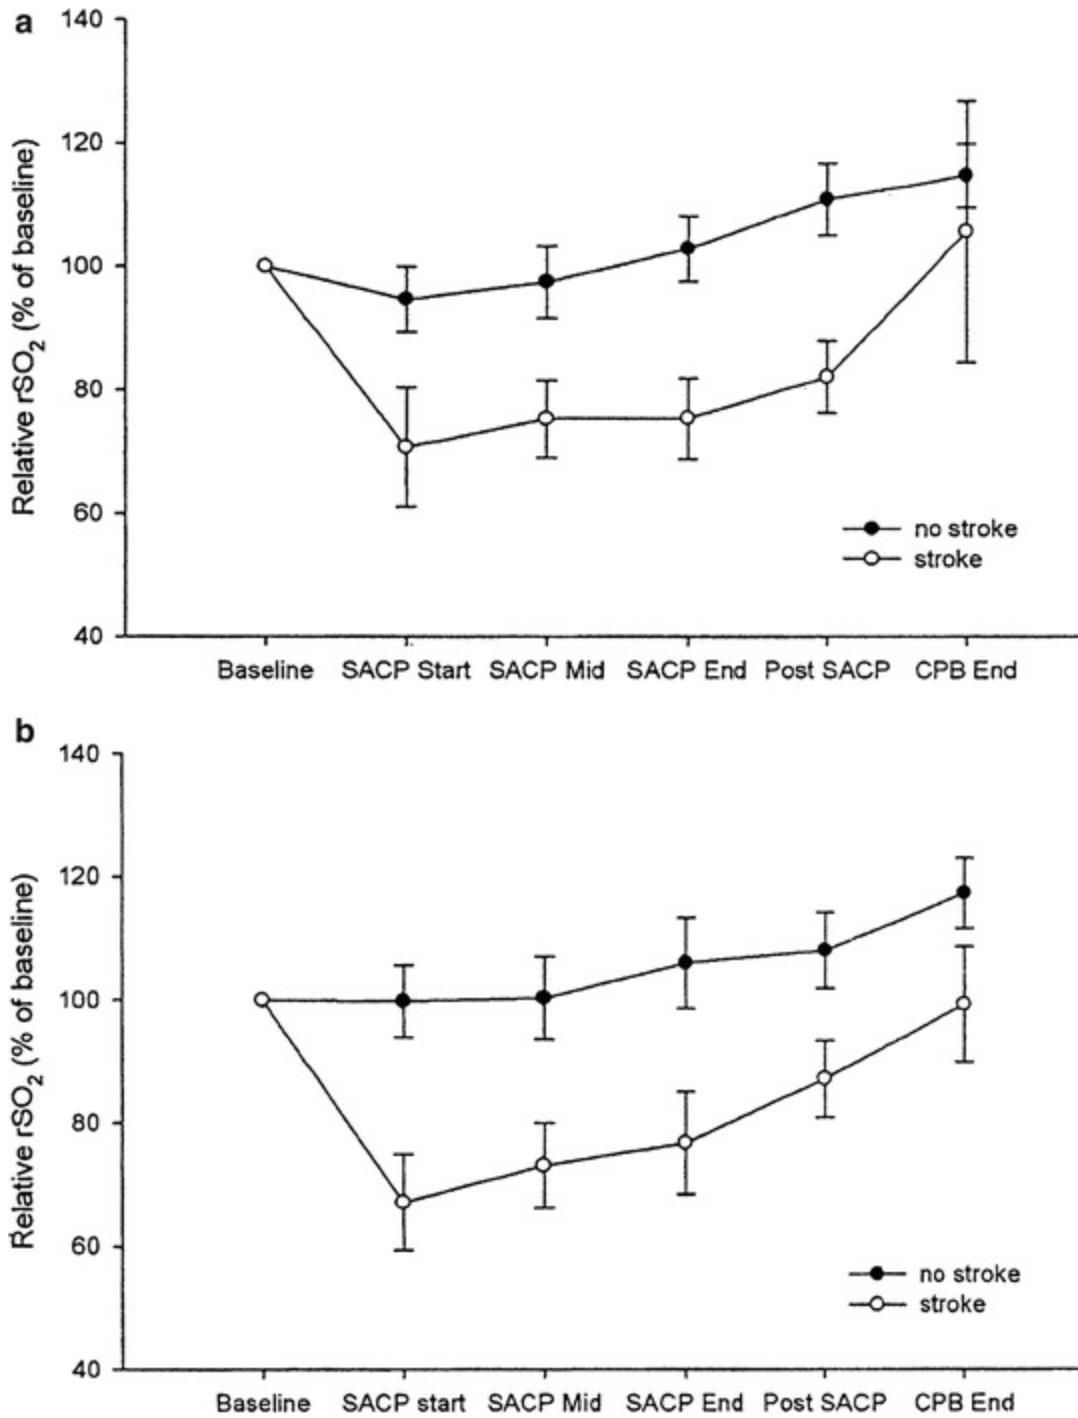 a
140
120
100
80
60
40
Relative rSO2 (% of baseline)
no stroke
stroke
Baseline SACP Start SACP Mid SACP End Post SACP CPB End
b
140
120
100
80
60
40
Relative rSO2 (% of baseline)
no stroke
stroke
Baseline SACP start SACP Mid SACP End Post SACP CPB End